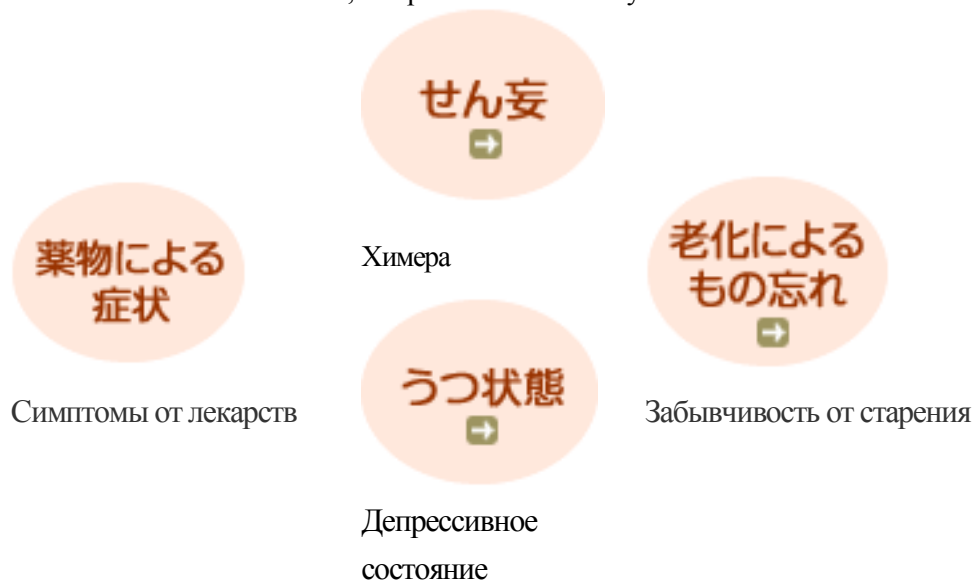 せん妄
Химера
薬物による
症状
Симптомы от лекарств
老化による
もの忘れ
Забывчивость от старения
うつ状態
Депрессивное
состояние